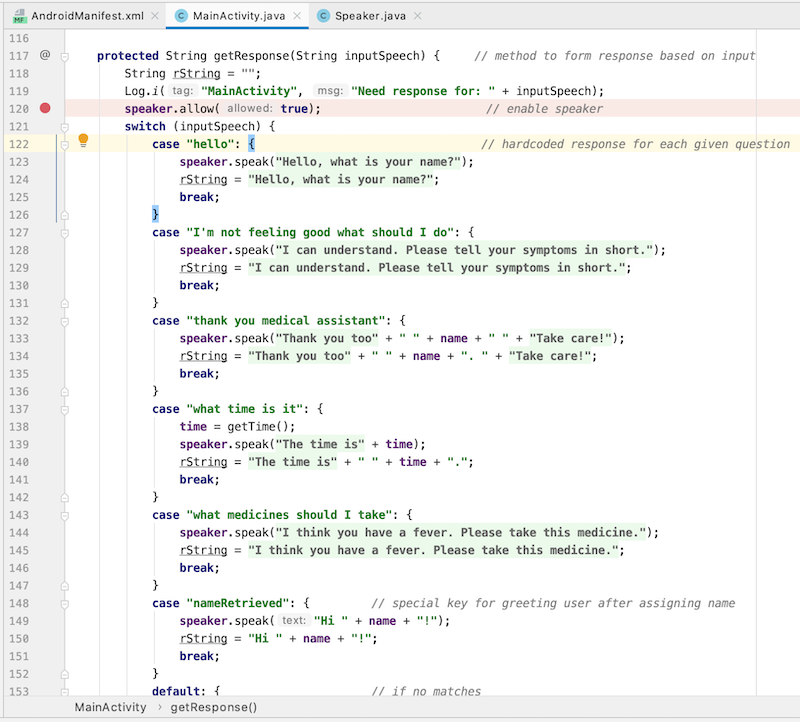 MF AndroidManifest.xml × C MainActivity.java × C Speaker.java ×
116
117 @ protected String getResponse(String inputSpeech) { // method to form response based on input
118 String rString = "";
119 Log.i( tag: "MainActivity", msg: "Need response for: " + inputSpeech);
120 speaker.allow( allowed: true); // enable speaker
121 switch (inputSpeech) {
122 case "hello": { // hardcoded response for each given question
123 speaker.speak("Hello, what is your name?");
124 rString = "Hello, what is your name?";
125 break;
126 }
127 case "I'm not feeling good what should I do": {
128 speaker.speak("I can understand. Please tell your symptoms in short.");
129 rString = "I can understand. Please tell your symptoms in short.";
130 break;
131 }
132 case "thank you medical assistant": {
133 speaker.speak("Thank you too" + " " + name + " " + "Take care!");
134 rString = "Thank you too" + " " + name + ". " + "Take care!";
135 break;
136 }
137 case "what time is it": {
138 time = getTime();
139 speaker.speak("The time is" + time);
140 rString = "The time is" + " " + time + ".";
141 break;
142 }
143 case "what medicines should I take": {
144 speaker.speak("I think you have a fever. Please take this medicine.");
145 rString = "I think you have a fever. Please take this medicine.";
146 break;
147 }
148 case "nameRetrieved": { // special key for greeting user after assigning name
149 speaker.speak( text: "Hi " + name + "!");
150 rString = "Hi " + name + "!";
151 break;
152 }
153 default: { // if no matches
MainActivity › getResponse()